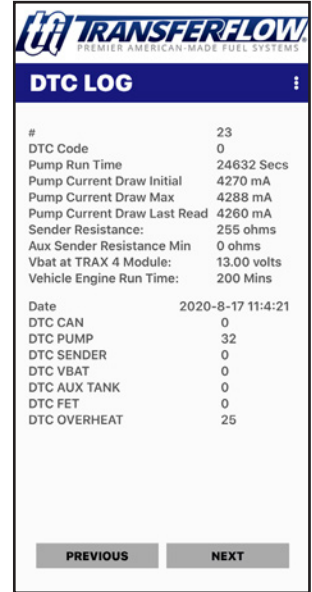 tfi TRANSFERFLOW
PREMIER AMERICAN-MADE FUEL SYSTEMS
DTC LOG
# 23
DTC Code 0
Pump Run Time 24632 Secs
Pump Current Draw Initial 4270 mA
Pump Current Draw Max 4288 mA
Pump Current Draw Last Read 4260 mA
Sender Resistance: 255 ohms
Aux Sender Resistance Min 0 ohms
Vbat at TRAX 4 Module: 13.00 volts
Vehicle Engine Run Time: 200 Mins
Date 2020-8-17 11:4:21
DTC CAN 0
DTC PUMP 32
DTC SENDER 0
DTC VBAT 0
DTC AUX TANK 0
DTC FET 0
DTC OVERHEAT 25
PREVIOUS NEXT